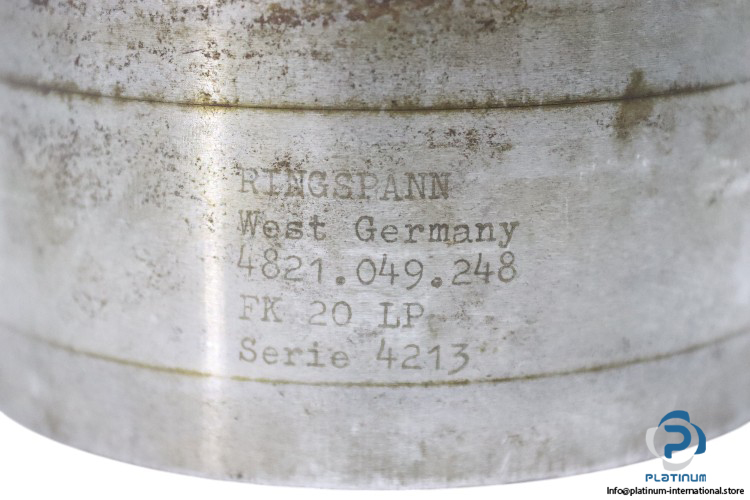 RINGSPANN
West Germany
4821.049.248
FK 20 LP
Serie 4213
PLATINUM
Info@platinum-international.store